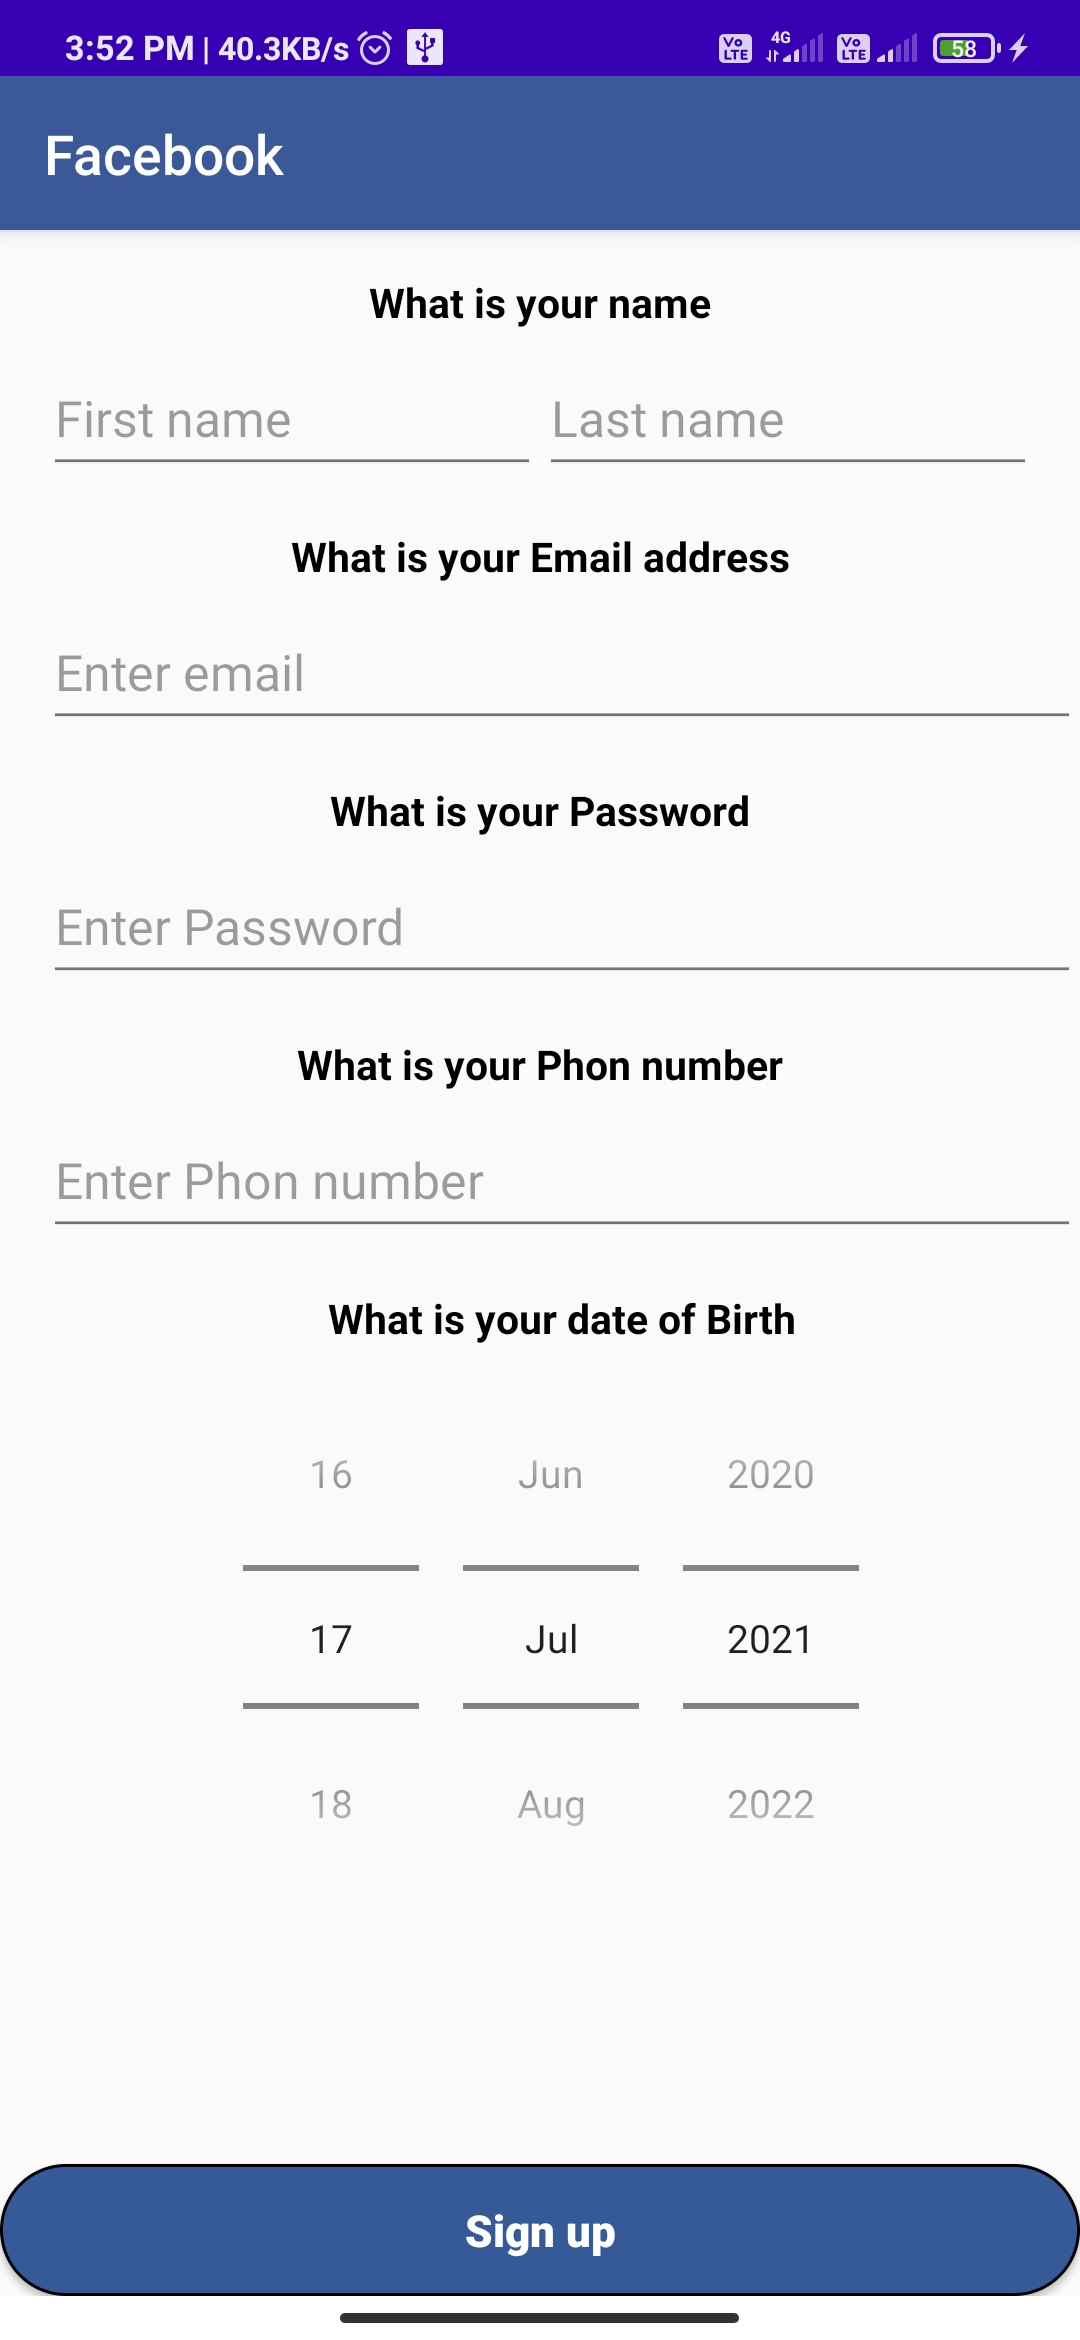 3:52 PM | 40.3KB/s Vo LTE 4G Vo LTE 58
Facebook
What is your name
First name Last name
What is your Email address
Enter email
What is your Password
Enter Password
What is your Phon number
Enter Phon number
What is your date of Birth
16 Jun 2020
17 Jul 2021
18 Aug 2022
Sign up